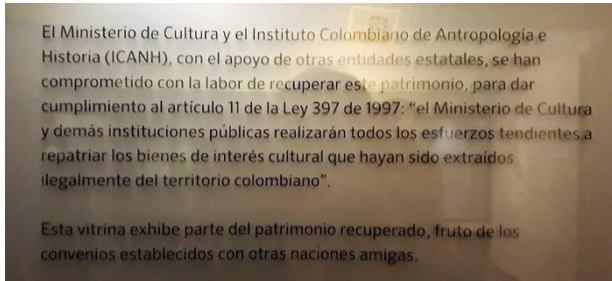 El Ministerio de Cultura y el Instituto Colombiano de Antropología e
Historia (ICANH), con el apoyo de otras entidades estatales, se han
comprometido con la labor de recuperar este patrimonio, para dar
cumplimiento al artículo 11 de la Ley 397 de 1997: “el Ministerio de Cultura
y demás instituciones públicas realizarán todos los esfuerzos tendientes a
repatriar los bienes de interés cultural que hayan sido extraídos
ilegalmente del territorio colombiano”.
Esta vitrina exhibe parte del patrimonio recuperado, fruto de los
convenios establecidos con otras naciones amigas.